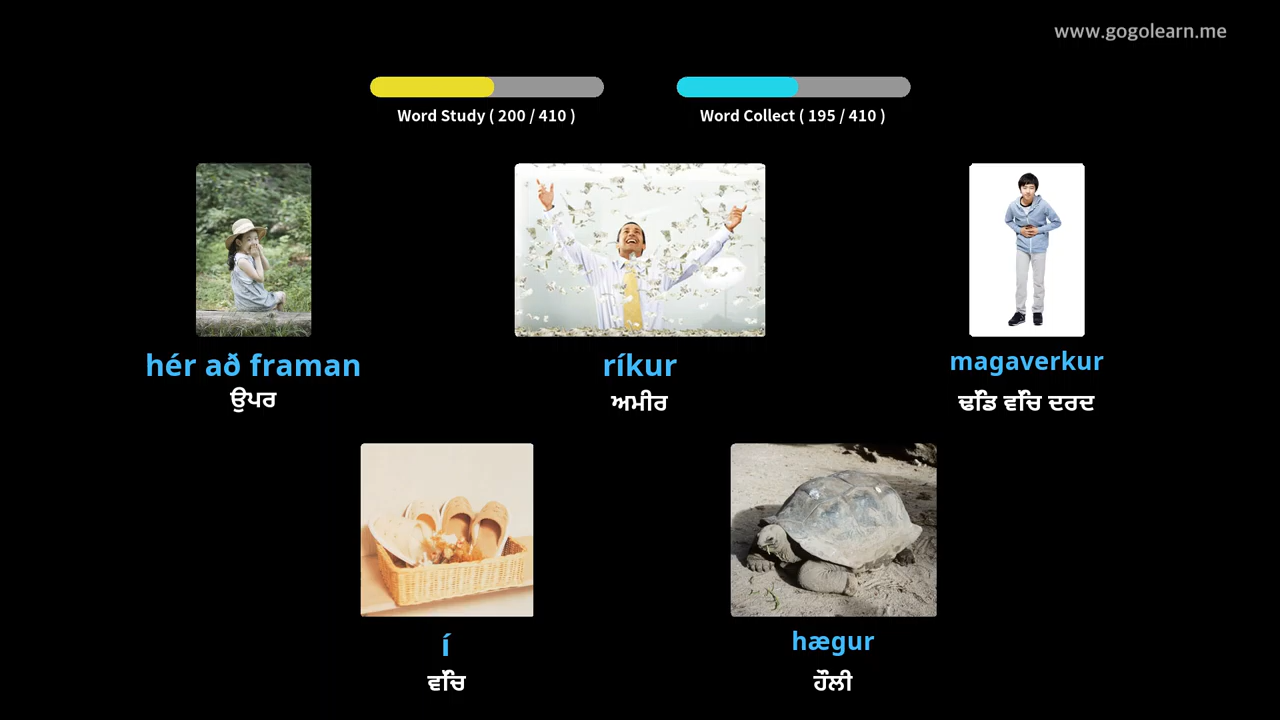 www.gogolearn.me
Word Study ( 200 / 410 )
Word Collect ( 195 / 410 )
hér að framan
ਉਪਰ
ríkur
ਅਮੀਰ
magaverkur
ਢਿੱਡ ਵਿੱਚ ਦਰਦ
í
ਵਿੱਚ
hægur
ਹੌਲੀ